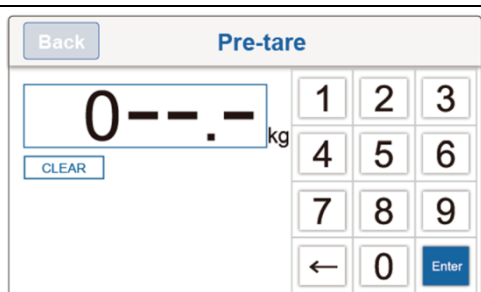 Back Pre-tare
0--.- kg
CLEAR
1 2 3
4 5 6
7 8 9
← 0 Enter